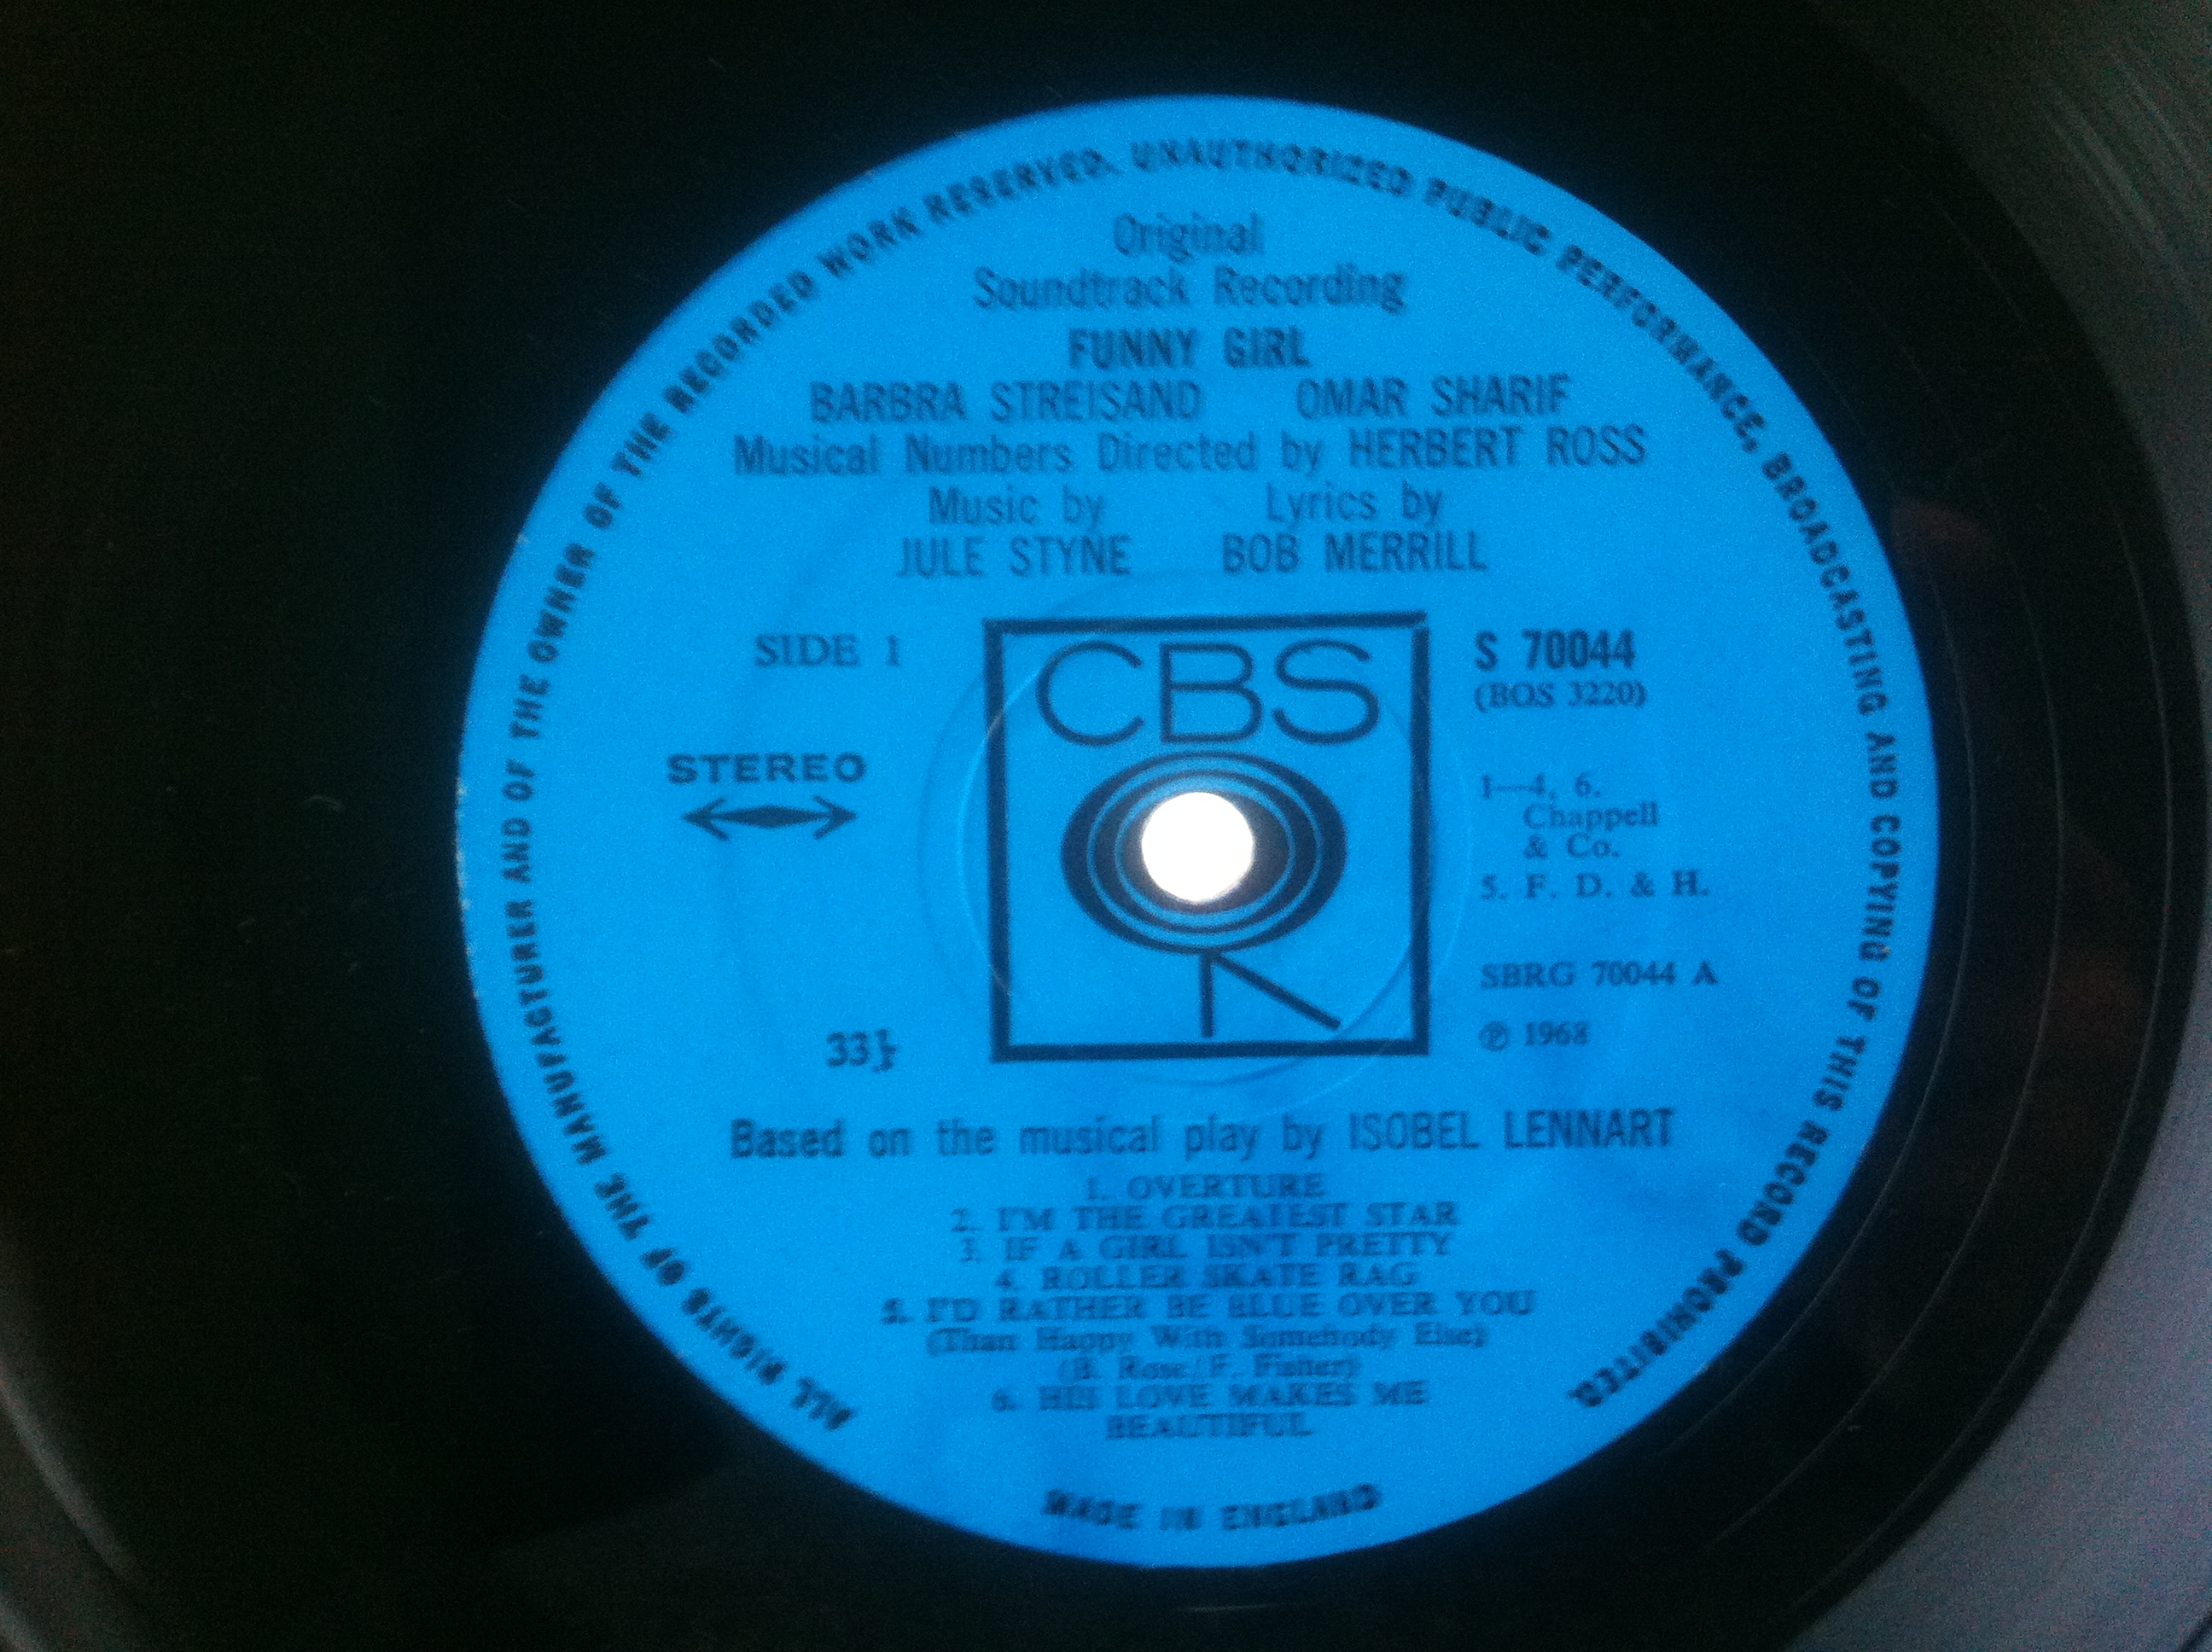 ALL RIGHTS OF THE MANUFACTURER AND OF THE OWNER OF THE RECORDED WORK RESERVED. UNAUTHORIZED PUBLIC PERFORMANCE, BROADCASTING AND COPYING OF THIS RECORD PROHIBITED.
Original
Soundtrack Recording
FUNNY GIRL
BARBRA STREISAND OMAR SHARIF
Musical Numbers Directed by HERBERT ROSS
Music by Lyrics by
JULE STYNE BOB MERRILL
SIDE 1
STEREO
33⅓
CBS
S 70044
(BOS 3220)
1—4, 6.
Chappell
& Co.
5. F. D. & H.
SBRG 70044 A
℗ 1968
Based on the musical play by ISOBEL LENNART
1. OVERTURE
2. I'M THE GREATEST STAR
3. IF A GIRL ISN'T PRETTY
4. ROLLER SKATE RAG
5. I'D RATHER BE BLUE OVER YOU
(Than Happy With Somebody Else)
(B. Rose/F. Fisher)
6. HIS LOVE MAKES ME
BEAUTIFUL
MADE IN ENGLAND